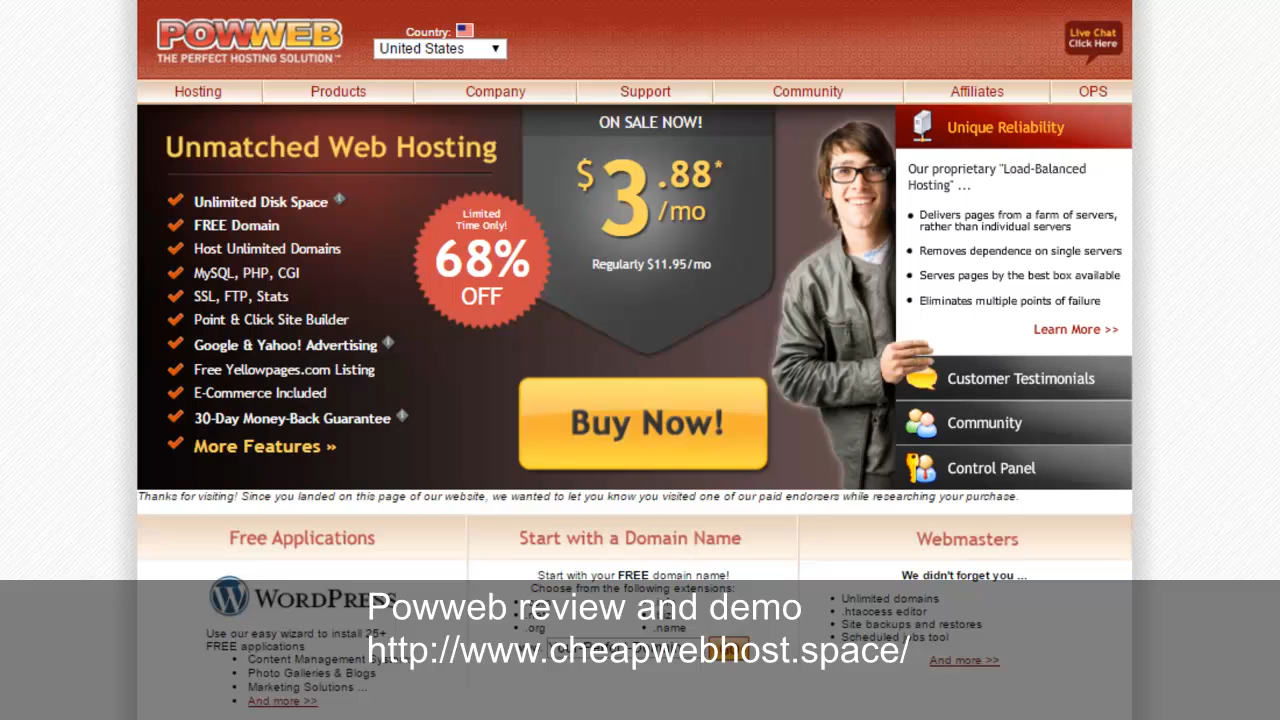 POWWEB
THE PERFECT HOSTING SOLUTION™
Country:
United States
Live Chat
Click Here
Hosting
Products
Company
Support
Community
Affiliates
OPS
Unmatched Web Hosting
Unlimited Disk Space
FREE Domain
Host Unlimited Domains
MySQL, PHP, CGI
SSL, FTP, Stats
Point & Click Site Builder
Google & Yahoo! Advertising
Free Yellowpages.com Listing
E-Commerce Included
30-Day Money-Back Guarantee
More Features »
Limited
Time Only!
68%
OFF
ON SALE NOW!
$3.88*
/mo
Regularly $11.95/mo
Buy Now!
Unique Reliability
Our proprietary "Load-Balanced
Hosting" ...
Delivers pages from a farm of servers,
rather than individual servers
Removes dependence on single servers
Serves pages by the best box available
Eliminates multiple points of failure
Learn More >>
Customer Testimonials
Community
Control Panel
Thanks for visiting! Since you landed on this page of our website, we wanted to let you know you visited one of our paid endorsers while researching your purchase.
Free Applications
WORDPRESS
Use our easy wizard to install 25+
FREE applications
Content Management System
Photo Galleries & Blogs
Marketing Solutions ...
And more >>
Start with a Domain Name
Start with your FREE domain name!
Choose from the following extensions:
.org
.name
Webmasters
We didn't forget you ...
Unlimited domains
.htaccess editor
Site backups and restores
Scheduled jobs tool
And more >>
Powweb review and demo
http://www.cheapwebhost.space/